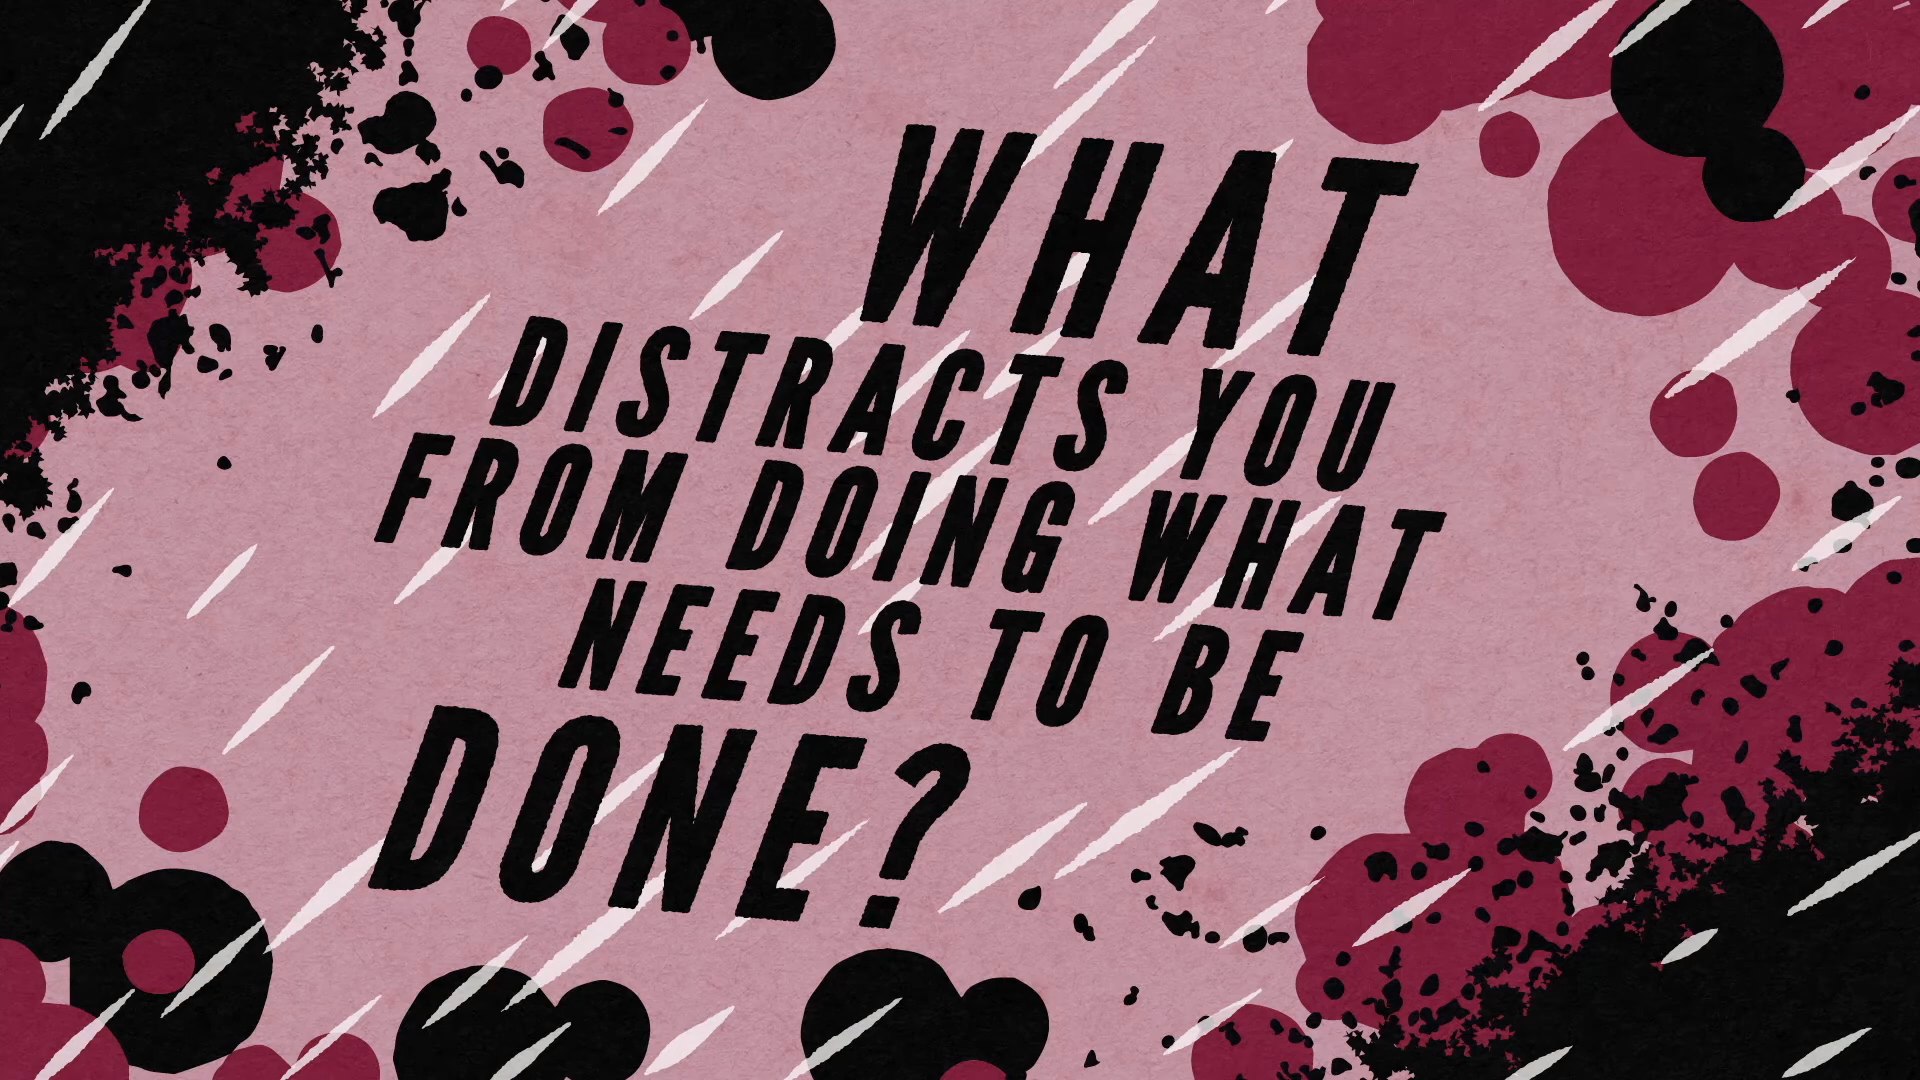 WHAT
DISTRACTS YOU
FROM DOING WHAT
NEEDS TO BE
DONE?